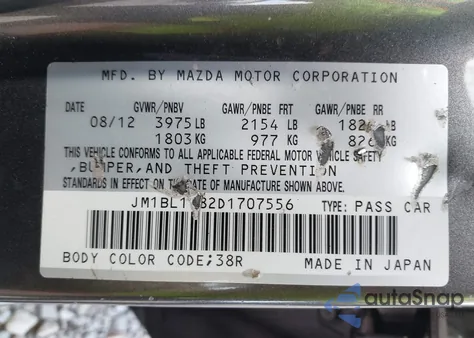 MFD. BY MAZDA MOTOR CORPORATION
DATE GVWR/PNBV GAWR/PNBE FRT GAWR/PNBE RR
08/12 3975 LB 2154 LB LB
1803 KG 977 KG KG
THIS VEHICLE CONFORMS TO ALL APPLICABLE FEDERAL MOTOR VEHICLE SAFETY
,BUMPER,AND THEFT PREVENTION
STANDARDS IN EFFECT ON THE DATE OF MANUFACTURE SHOWN ABOVE.
TYPE: PASS CAR
BODY COLOR CODE;38R MADE IN JAPAN
autoSnap